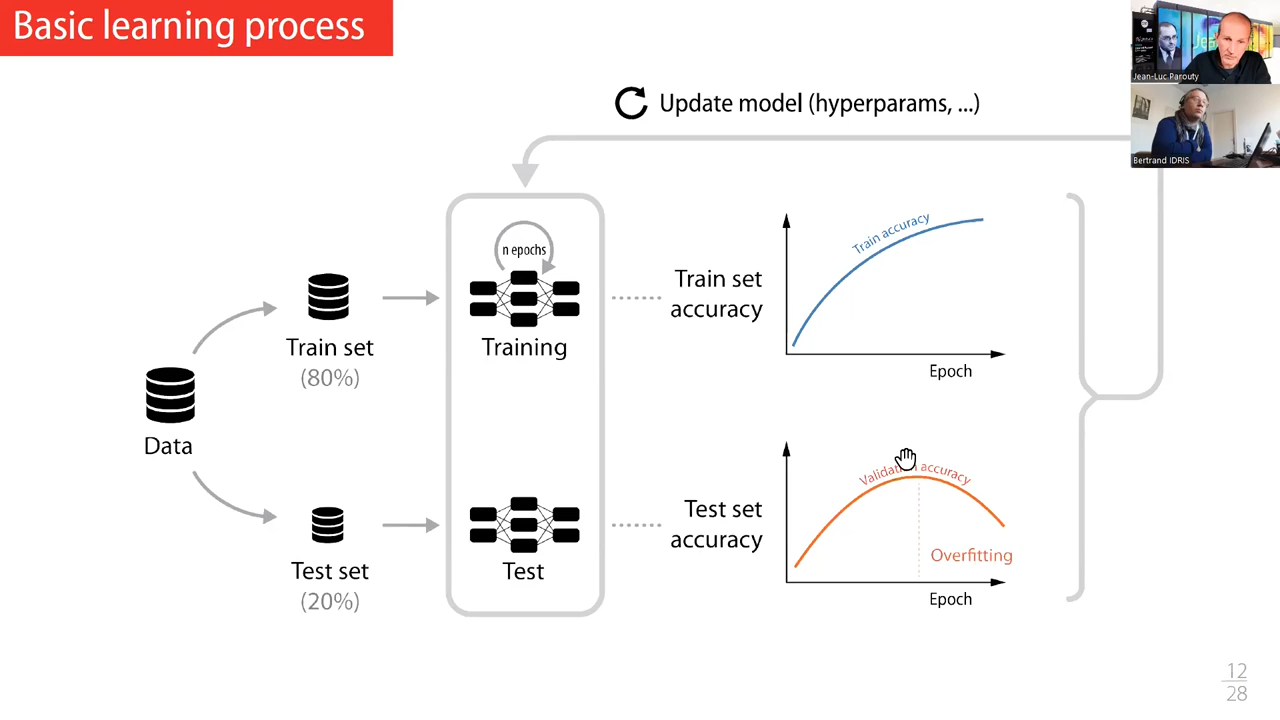 Basic learning process
Jean-Luc Parouty
Bertrand IDRIS
Update model (hyperparams, ...)
n epochs
Train accuracy
Train set
(80%)
Training
Train set
accuracy
Epoch
Data
Validation accuracy
Test set
accuracy
Overfitting
Test set
(20%)
Test
Epoch
12
28